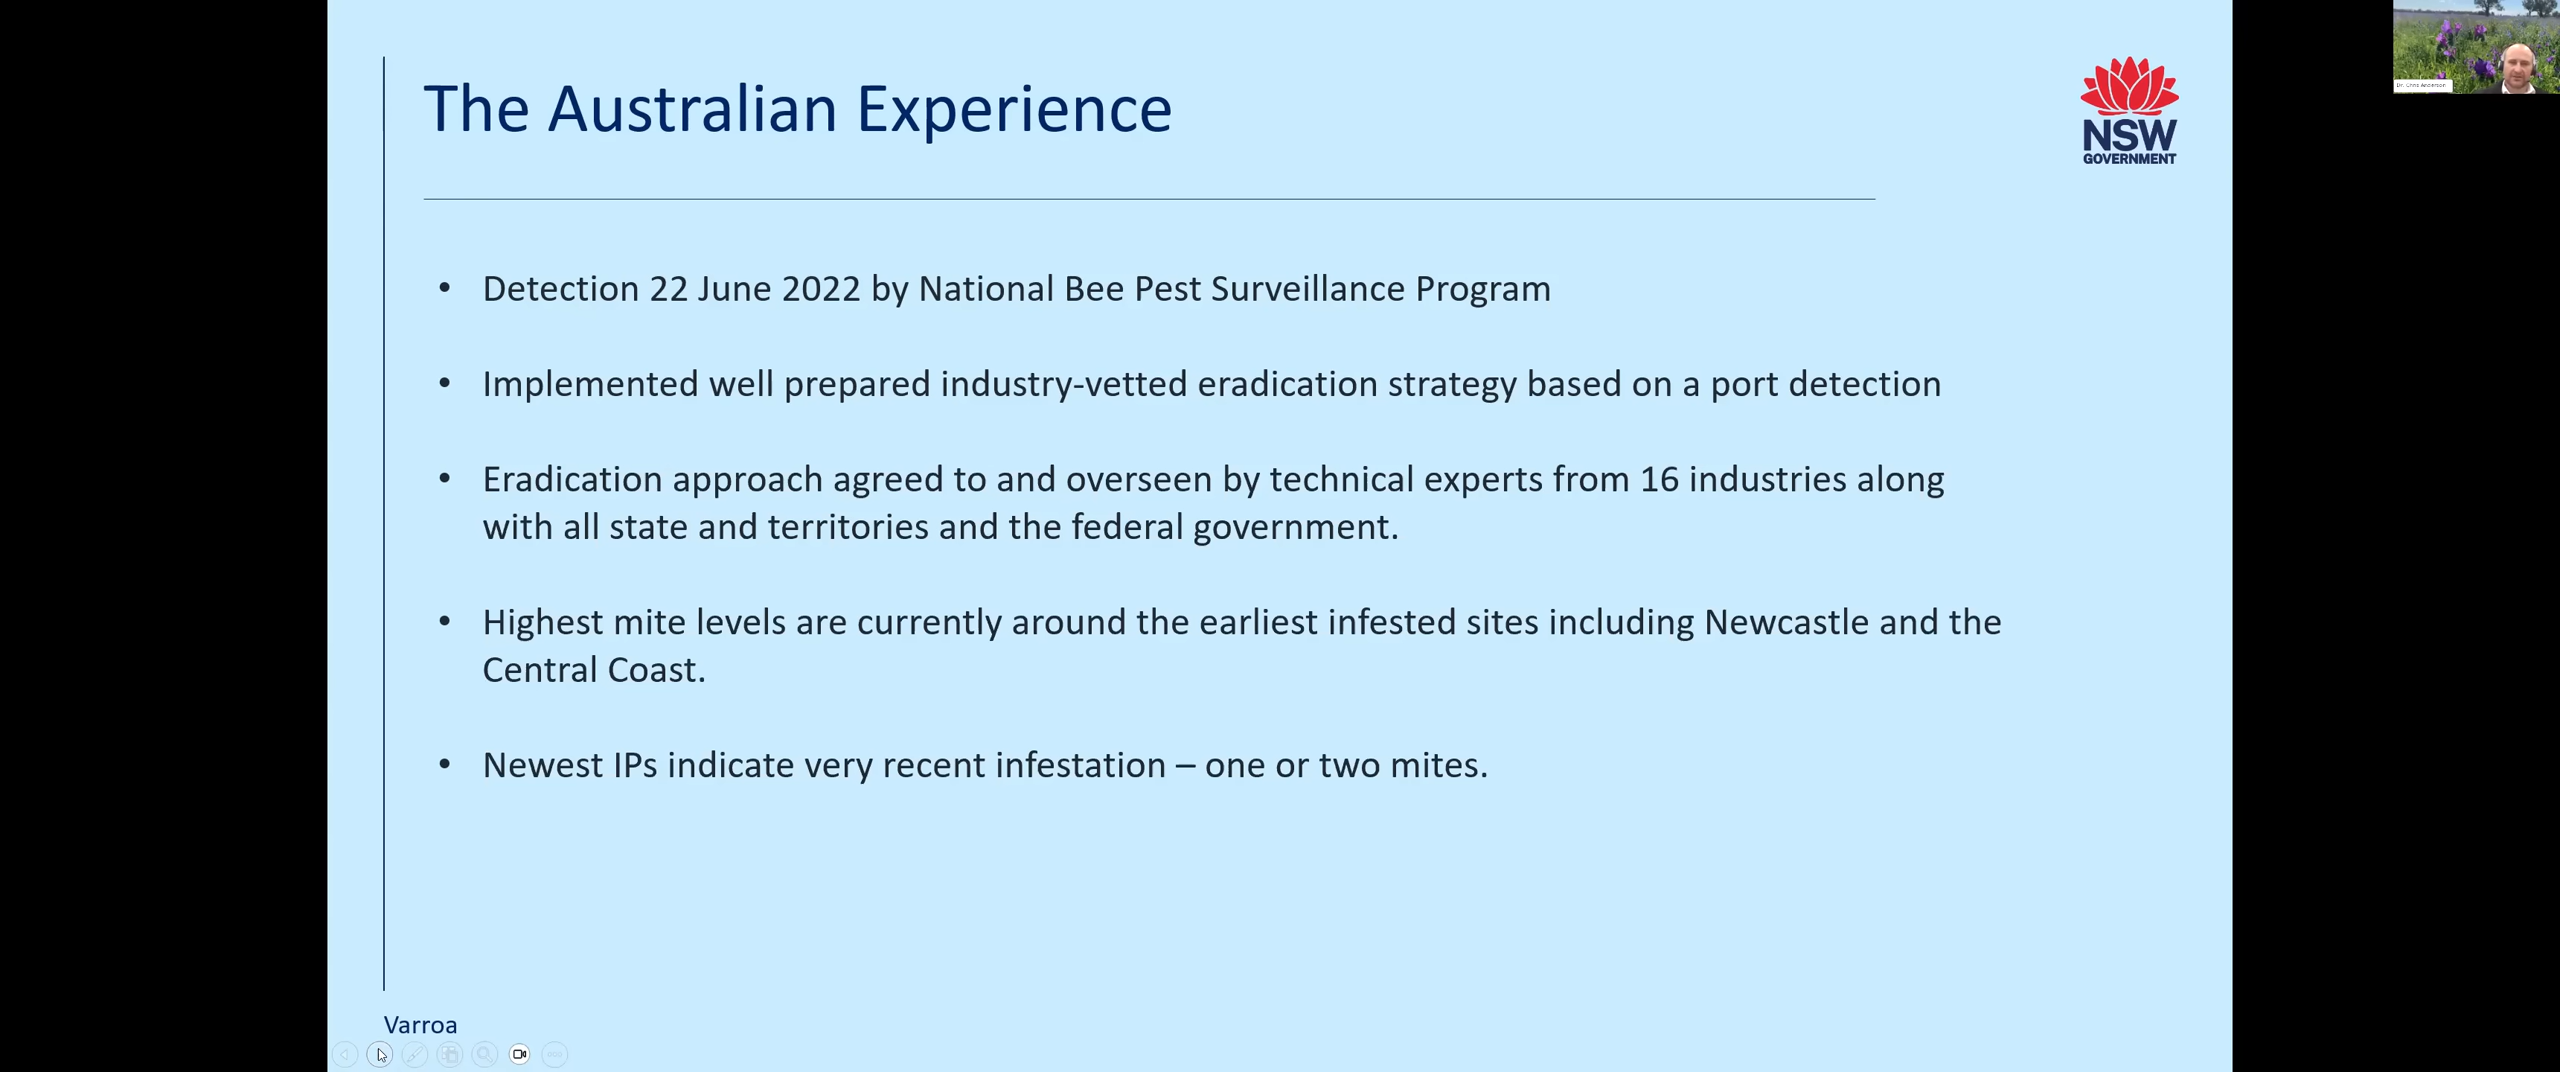 The Australian Experience
NSW
GOVERNMENT
• Detection 22 June 2022 by National Bee Pest Surveillance Program
• Implemented well prepared industry-vetted eradication strategy based on a port detection
• Eradication approach agreed to and overseen by technical experts from 16 industries along
with all state and territories and the federal government.
• Highest mite levels are currently around the earliest infested sites including Newcastle and the
Central Coast.
• Newest IPs indicate very recent infestation – one or two mites.
Varroa
Dr. Chris Anderson